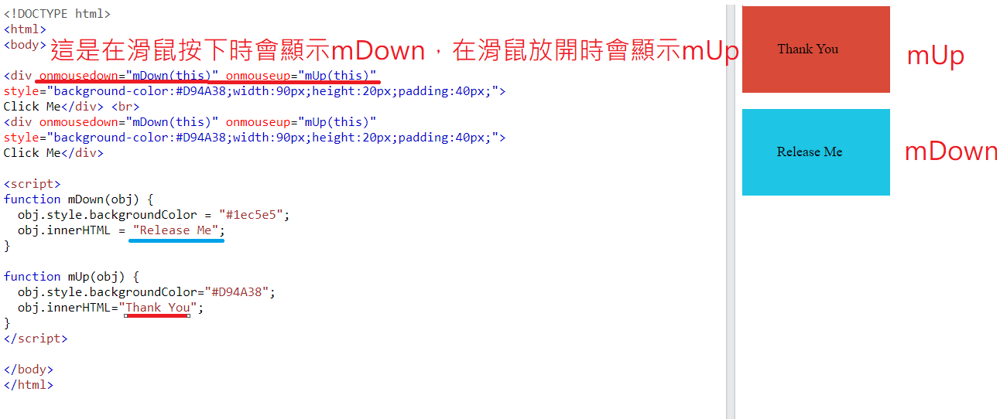 <!DOCTYPE html>
<html>
<body>
這是在滑鼠按下時會顯示mDown，在滑鼠放開時會顯示mUp
<div onmousedown="mDown(this)" onmouseup="mUp(this)"
style="background-color:#D94A38;width:90px;height:20px;padding:40px;">
Click Me</div> <br>
<div onmousedown="mDown(this)" onmouseup="mUp(this)"
style="background-color:#D94A38;width:90px;height:20px;padding:40px;">
Click Me</div>
<script>
function mDown(obj) {
  obj.style.backgroundColor = "#1ec5e5";
  obj.innerHTML = "Release Me";
}
function mUp(obj) {
  obj.style.backgroundColor="#D94A38";
  obj.innerHTML="Thank You";
}
</script>
</body>
</html>
Thank You
mUp
Release Me
mDown